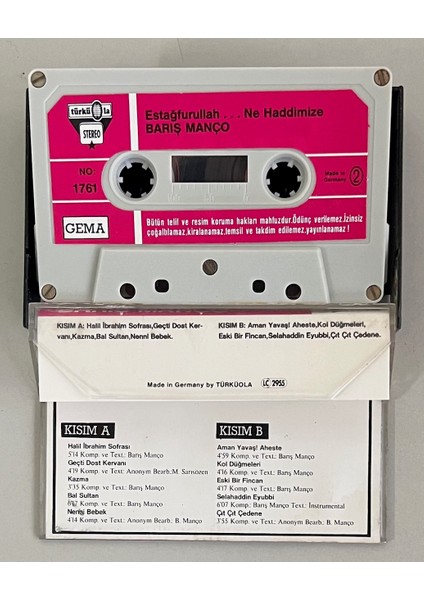 türküola
STEREO
Estağfurullah . . . Ne Haddimize
BARIŞ MANÇO
NO.
1761
Made in
Germany
2
GEMA
Bütün telif ve resim koruma hakları mahfuzdur.Ödünç verilemez.İzinsiz
çoğaltılamaz,kiralanamaz,temsil ve takdim edilemez,yayınlanamaz !
KISIM A: Halil İbrahim Sofrası,Geçti Dost Ker-
vanı,Kazma,Bal Sultan,Nenni Bebek.
KISIM B: Aman Yavaş! Aheste,Kol Düğmeleri,
Eski Bir Fincan,Selahaddin Eyubbi,Çıt Çıt Çedene.
Made in Germany by TÜRKÜOLA
LC 2955
KISIM A
Halil İbrahim Sofrası
5'14 Komp. ve Text: Barış Manço
Geçti Dost Kervanı
4'19 Komp. ve Text: Anonym Bearb.:M. Sarısözen
Kazma
3'35 Komp. ve Text: Barış Manço
Bal Sultan
Komp. ve Text: Barış Manço
Nenni Bebek
4'14 Komp. ve Text: Anonym Bearb.: B. Manço
KISIM B
Aman Yavaş! Aheste
4'59 Komp. ve Text.: Barış Manço
Kol Düğmeleri
4'16 Komp. ve Text: Barış Manço
Eski Bir Fincan
4'17 Komp. ve Text: Barış Manço
Selahaddin Eyubbi
6'07 Komp.: Barış Manço Text: Instrumental
Çıt Çıt Çedene
3'55 Komp. ve Text: Anonym Bearb.: B. Manço